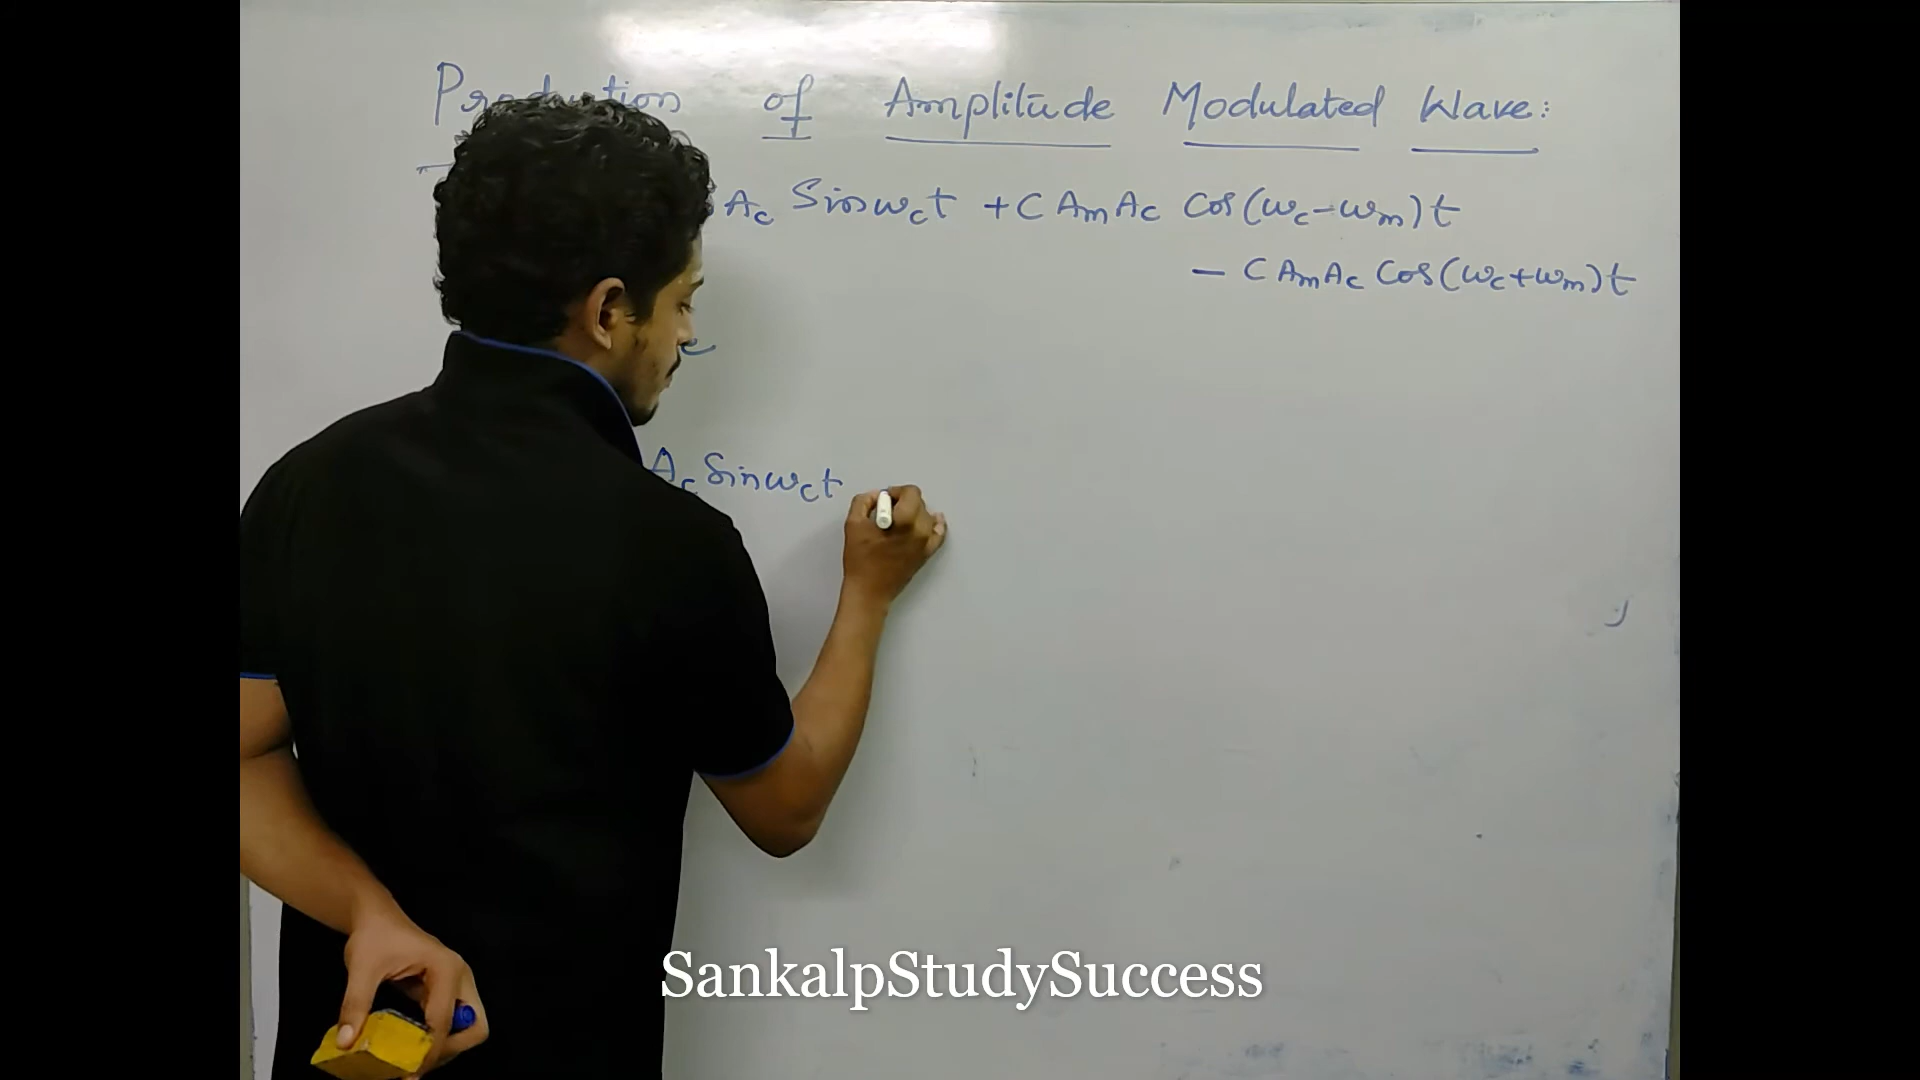 Production of Amplitude Modulated Wave:
Ac Sinωct + C AmAc Cos(ωc-ωm)t
— C AmAc Cos(ωc+ωm)t
Ac Sinωct
SankalpStudySuccess